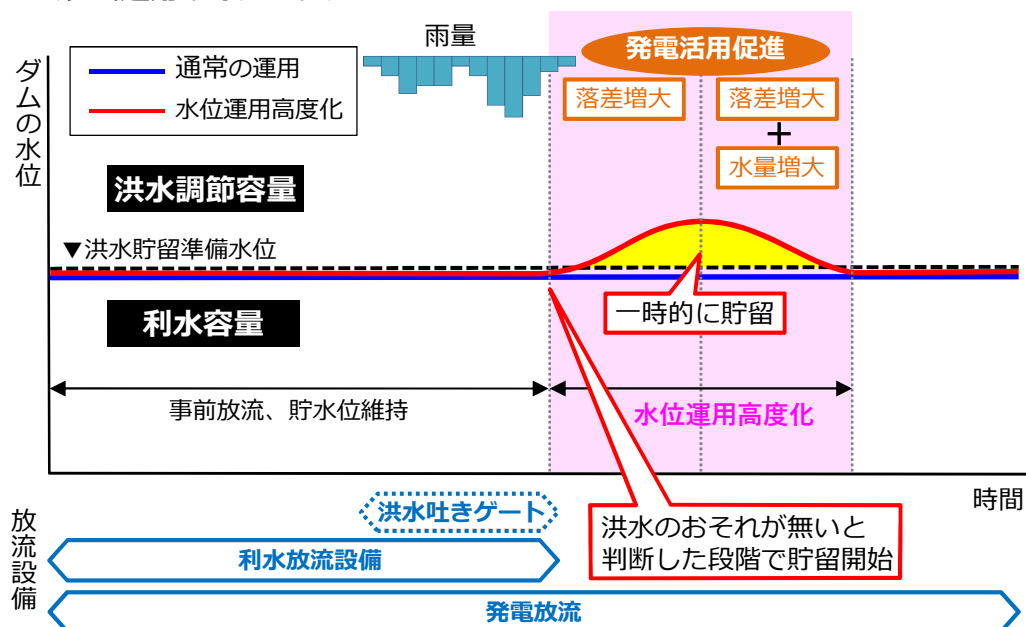 雨量
発電活用促進
ダムの水位
通常の運用
水位運用高度化
落差増大
落差増大
+
水量増大
洪水調節容量
▼洪水貯留準備水位
一時的に貯留
利水容量
事前放流、貯水位維持
水位運用高度化
時間
洪水のおそれが無いと
判断した段階で貯留開始
放流設備
洪水吐きゲート
利水放流設備
発電放流